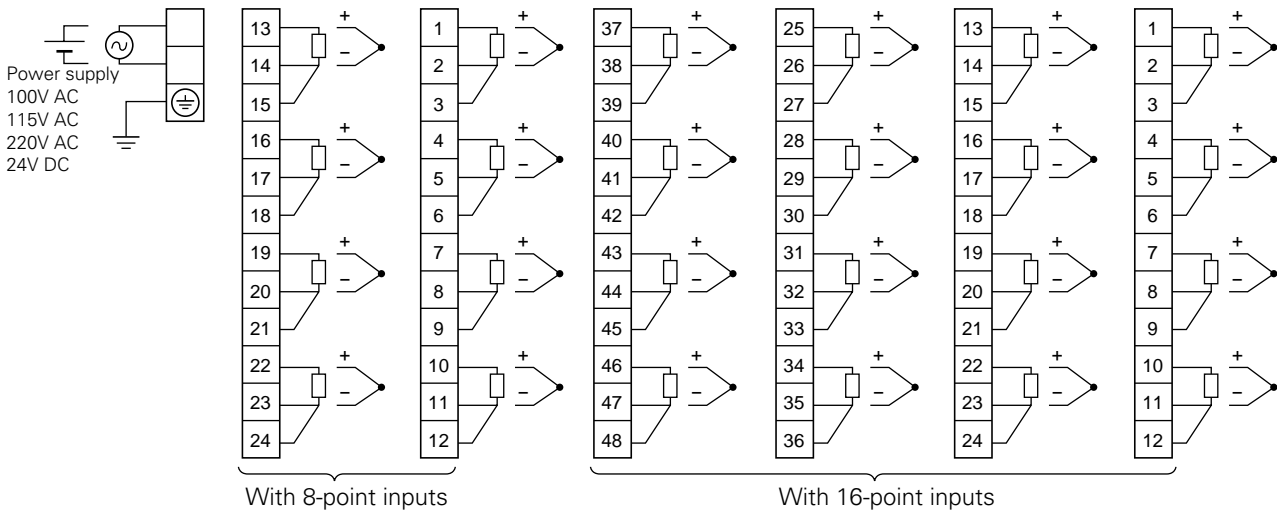 Power supply
100V AC
115V AC
220V AC
24V DC
13 + 1 + 37 + 25 + 13 + 1 +
14 − 2 − 38 − 26 − 14 − 2 −
15 3 39 27 15 3
16 + 4 + 40 + 28 + 16 + 4 +
17 − 5 − 41 − 29 − 17 − 5 −
18 6 42 30 18 6
19 + 7 + 43 + 31 + 19 + 7 +
20 − 8 − 44 − 32 − 20 − 8 −
21 9 45 33 21 9
22 + 10 + 46 + 34 + 22 + 10 +
23 − 11 − 47 − 35 − 23 − 11 −
24 12 48 36 24 12
With 8-point inputs
With 16-point inputs